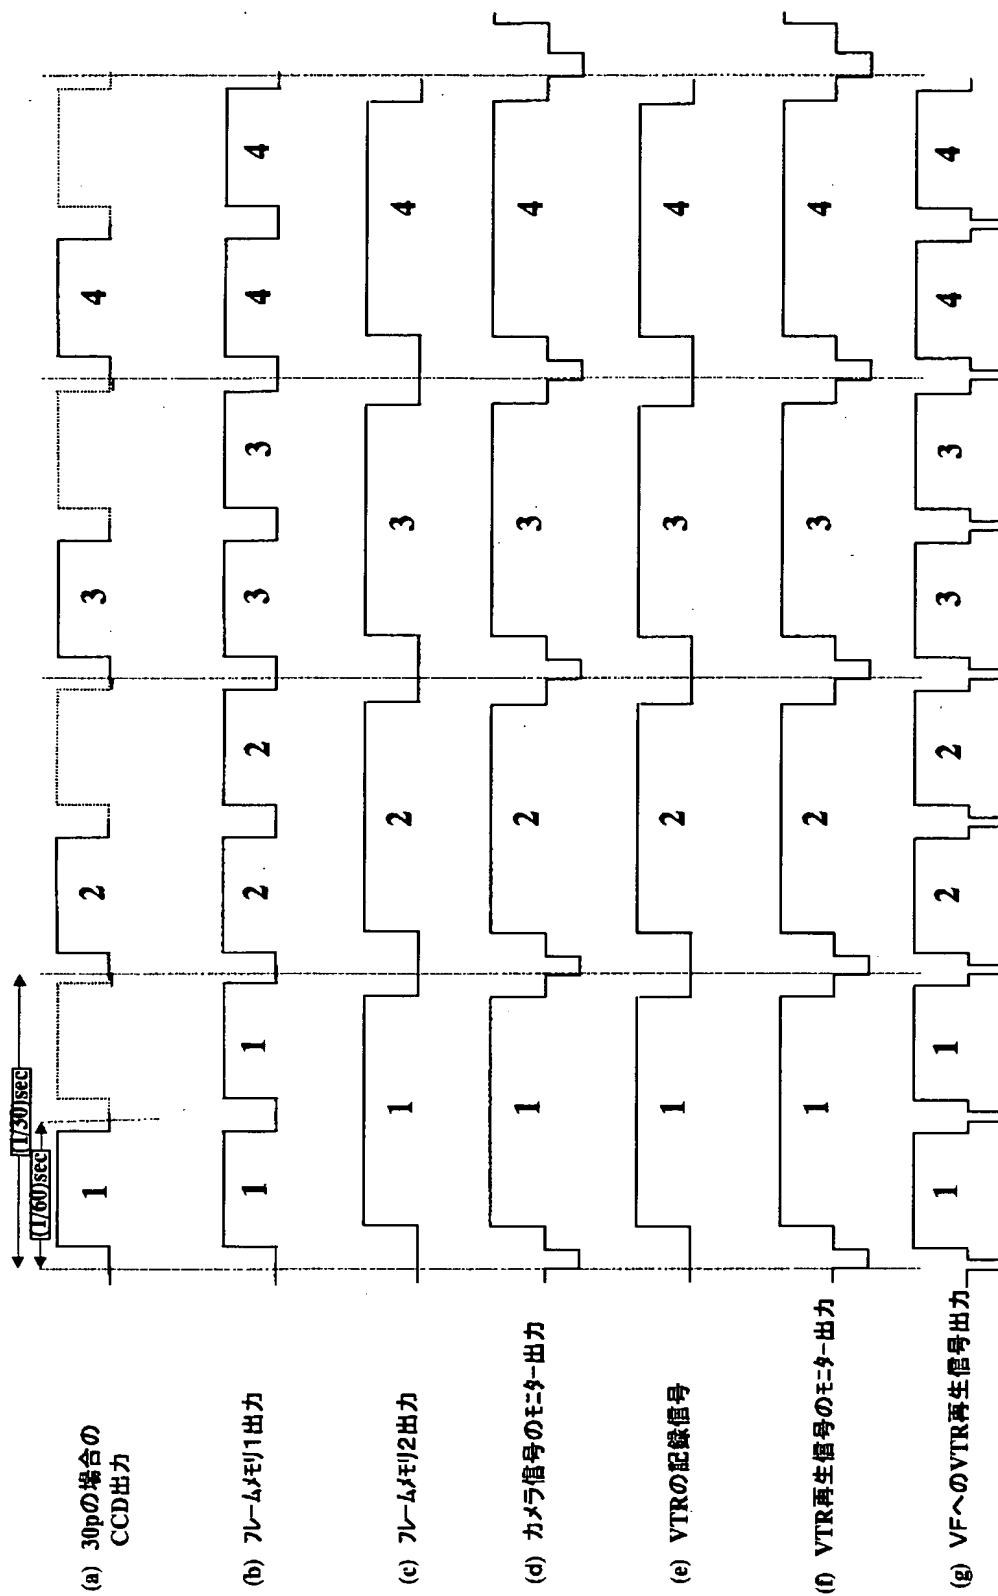 (1/30)sec
(1/60)sec
(a) 30pの場合の
CCD出力
1 2 3 4
(b) フレームメモリ1出力
1 1 2 2 3 3 4 4
(c) フレームメモリ2出力
1 2 3 4
(d) カメラ信号のモニター出力
1 2 3 4
(e) VTRの記録信号
1 2 3 4
(f) VTR再生信号のモニター出力
1 2 3 4
(g) VFへのVTR再生信号出力
1 1 2 2 3 3 4 4